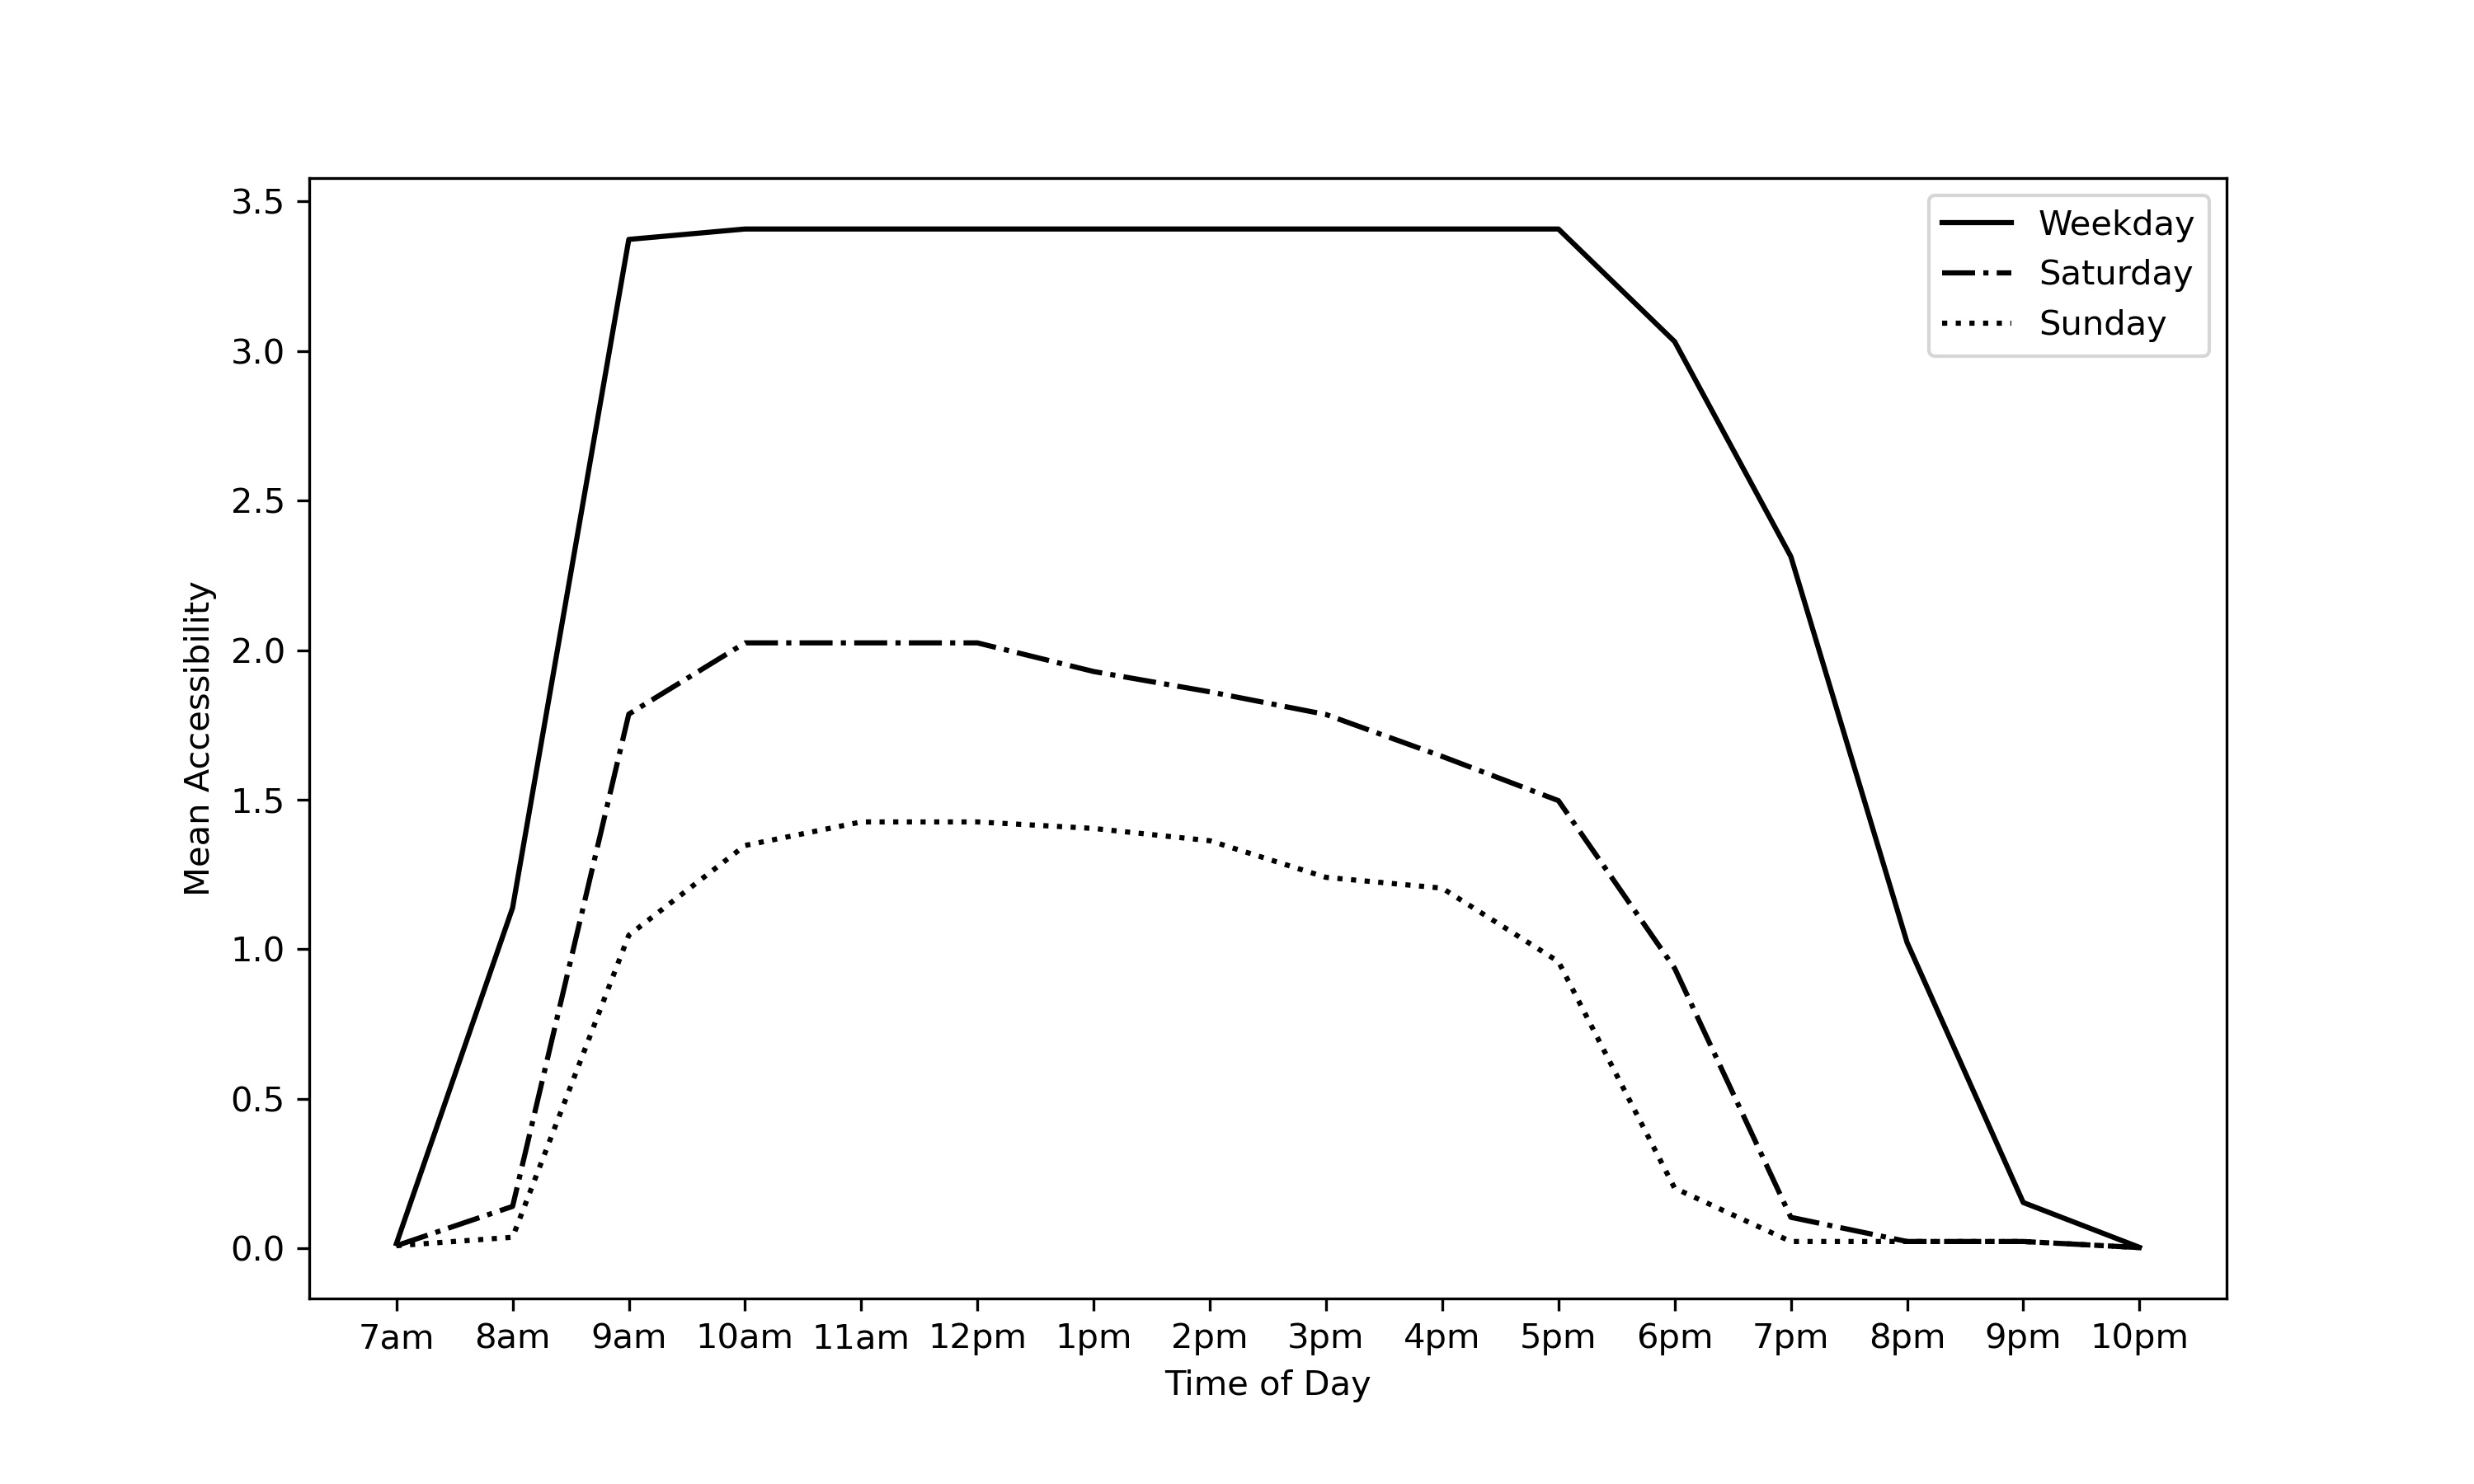 3.5
3.0
2.5
2.0
1.5
1.0
0.5
0.0
Mean Accessibility
Weekday
Saturday
Sunday
7am 8am 9am 10am 11am 12pm 1pm 2pm 3pm 4pm 5pm 6pm 7pm 8pm 9pm 10pm
Time of Day